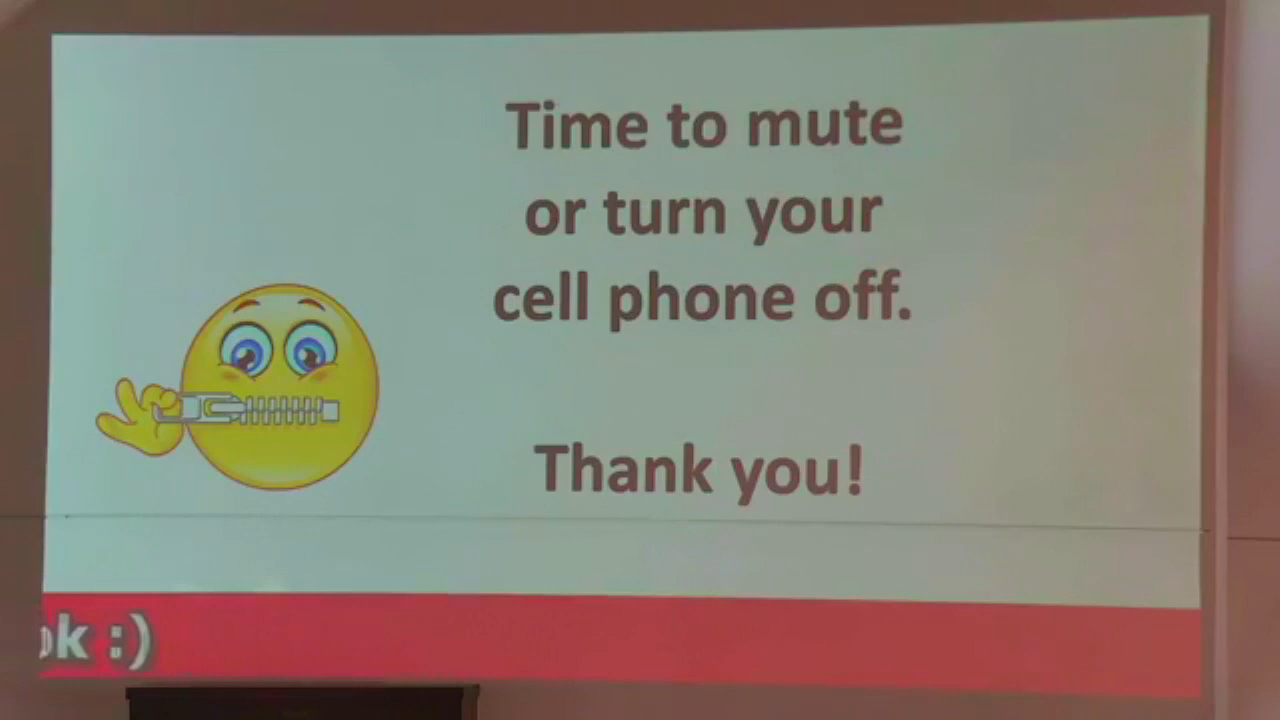 Time to mute
or turn your
cell phone off.
Thank you!
:)